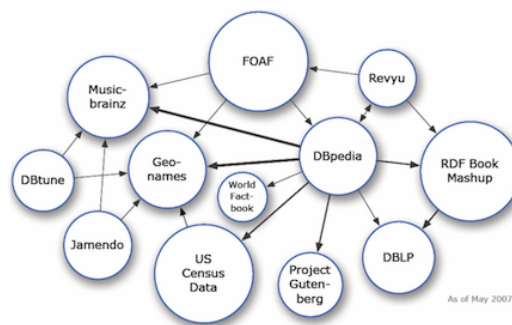 FOAF
Music-
brainz
Revyu
DBpedia
RDF Book
Mashup
Geo-
names
DBtune
World
Fact-
book
Jamendo
US
Census
Data
Project
Guten-
berg
DBLP
As of May 2007